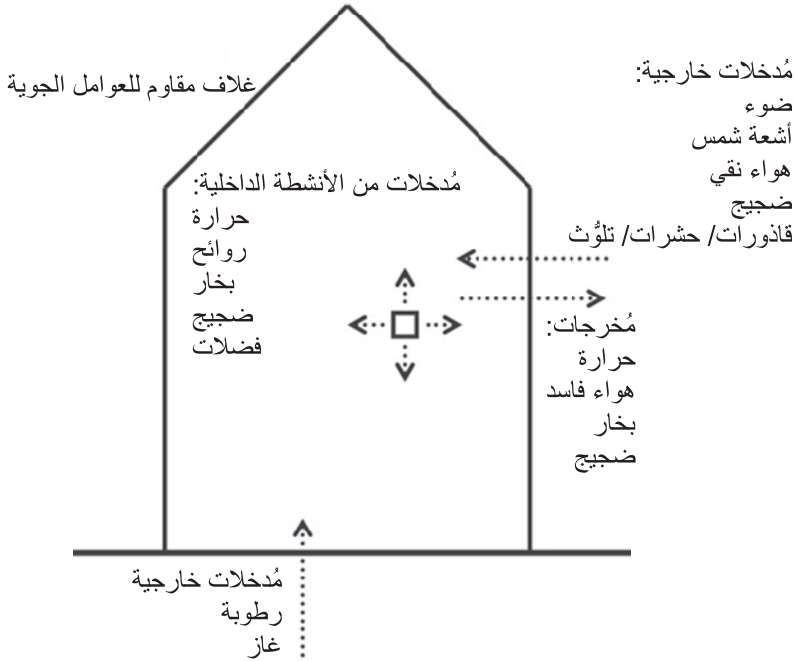 غلاف مقاوم للعوامل الجوية
مُدخلات خارجية:
ضوء
أشعة شمس
هواء نقي
ضجيج
قاذورات/ حشرات/ تلوُّث
مُدخلات من الأنشطة الداخلية:
حرارة
روائح
بخار
ضجيج
فضلات
مُخرجات:
حرارة
هواء فاسد
بخار
ضجيج
مُدخلات خارجية
رطوبة
غاز